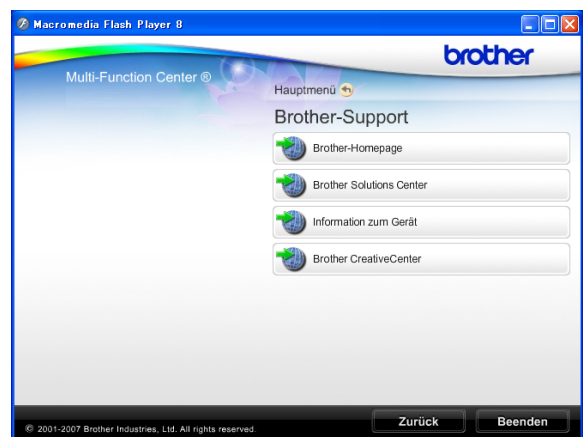 Macromedia Flash Player 8
brother
Multi-Function Center ®
Hauptmenü
Brother-Support
Brother-Homepage
Brother Solutions Center
Information zum Gerät
Brother CreativeCenter
© 2001-2007 Brother Industries, Ltd. All rights reserved.
Zurück
Beenden